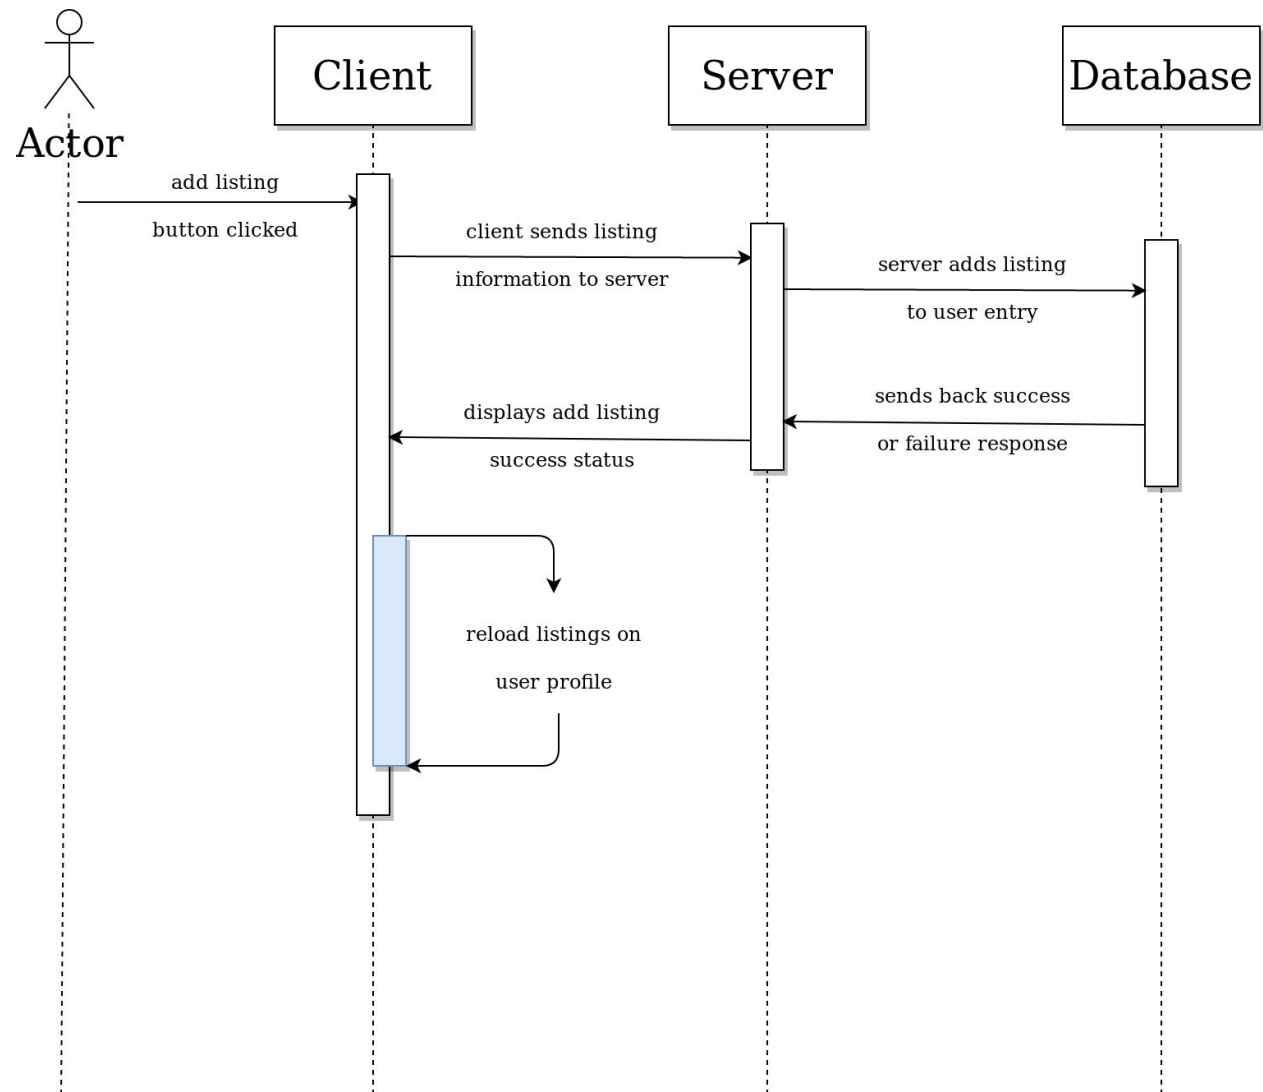 Actor
Client
Server
Database
add listing
button clicked
client sends listing
information to server
server adds listing
to user entry
sends back success
or failure response
displays add listing
success status
reload listings on
user profile